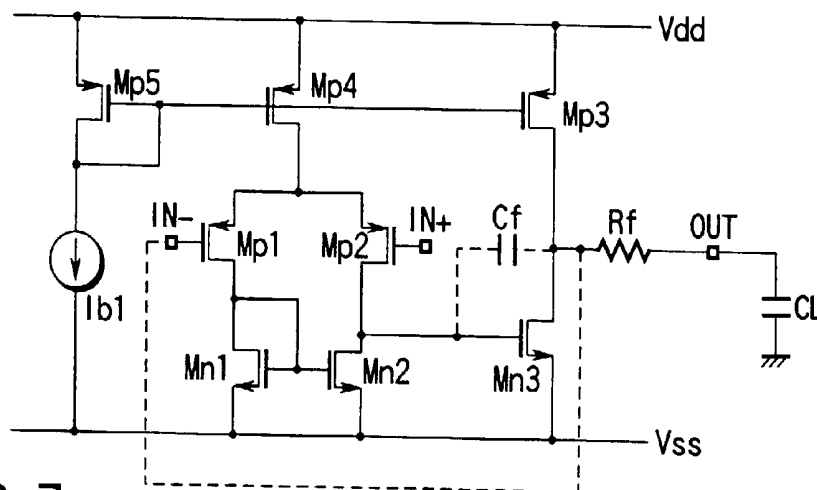 Vdd
Mp5
Mp4
Mp3
IN-
Mp1
Mp2
IN+
Cf
Rf
OUT
CL
Ib1
Mn1
Mn2
Mn3
Vss